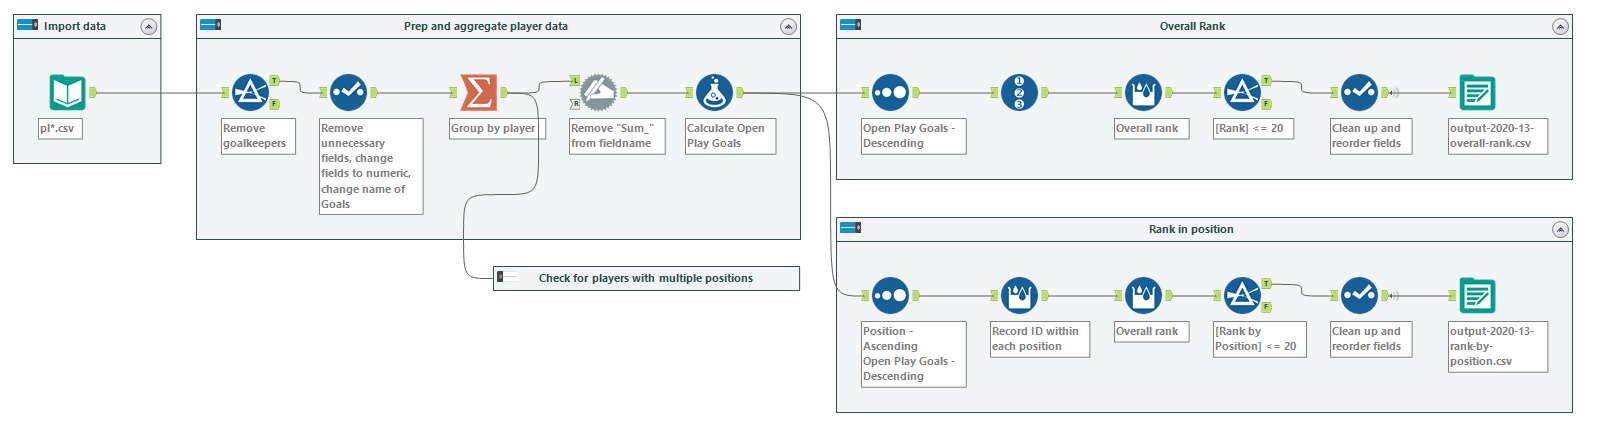 Import data
pl*.csv
Prep and aggregate player data
T
F
Remove
goalkeepers
Remove
unnecessary
fields, change
fields to numeric,
change name of
Goals
Group by player
L
R
Remove "Sum_"
from fieldname
Calculate Open
Play Goals
Check for players with multiple positions
Overall Rank
Open Play Goals -
Descending
1
2
3
Overall rank
T
F
[Rank] <= 20
Clean up and
reorder fields
output-2020-13-
overall-rank.csv
Rank in position
Position -
Ascending
Open Play Goals -
Descending
Record ID within
each position
Overall rank
T
F
[Rank by
Position] <= 20
Clean up and
reorder fields
output-2020-13-
rank-by-
position.csv